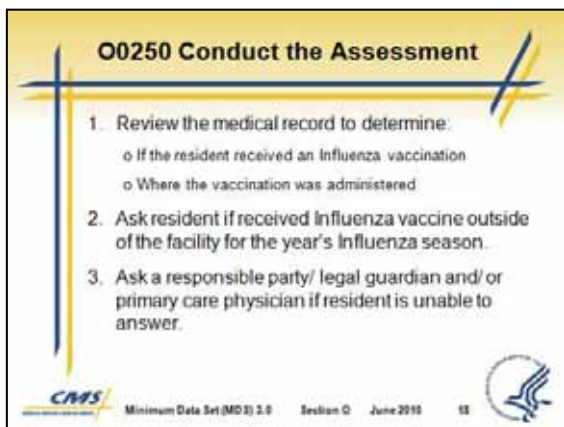 O0250 Conduct the Assessment
1. Review the medical record to determine:
o If the resident received an Influenza vaccination
o Where the vaccination was administered
2. Ask resident if received Influenza vaccine outside
of the facility for the year's Influenza season.
3. Ask a responsible party/ legal guardian and/or
primary care physician if resident is unable to
answer.
CMS
Minimum Data Set (MDS) 3.0 Section O June 2010 18